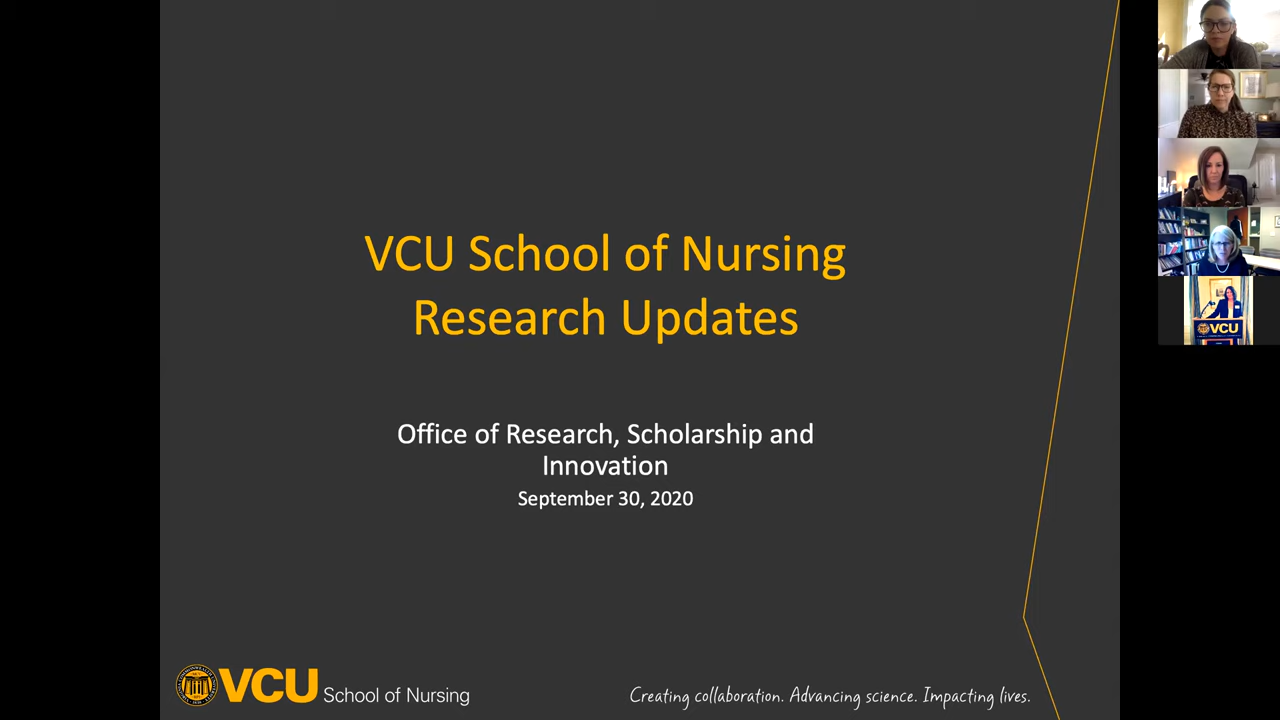 VCU School of Nursing
Research Updates
Office of Research, Scholarship and
Innovation
September 30, 2020
VCU School of Nursing
Creating collaboration. Advancing science. Impacting lives.
VCU